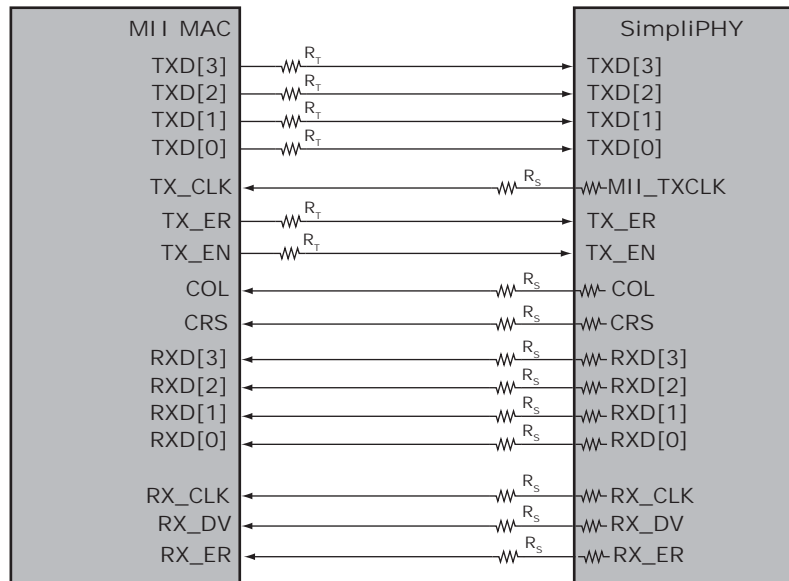 MII MAC SimpliPHY
TXD[3] R_T TXD[3]
TXD[2] R_T TXD[2]
TXD[1] R_T TXD[1]
TXD[0] R_T TXD[0]
TX_CLK R_S MII_TXCLK
TX_ER R_T TX_ER
TX_EN R_T TX_EN
COL R_S COL
CRS R_S CRS
RXD[3] R_S RXD[3]
RXD[2] R_S RXD[2]
RXD[1] R_S RXD[1]
RXD[0] R_S RXD[0]
RX_CLK R_S RX_CLK
RX_DV R_S RX_DV
RX_ER R_S RX_ER